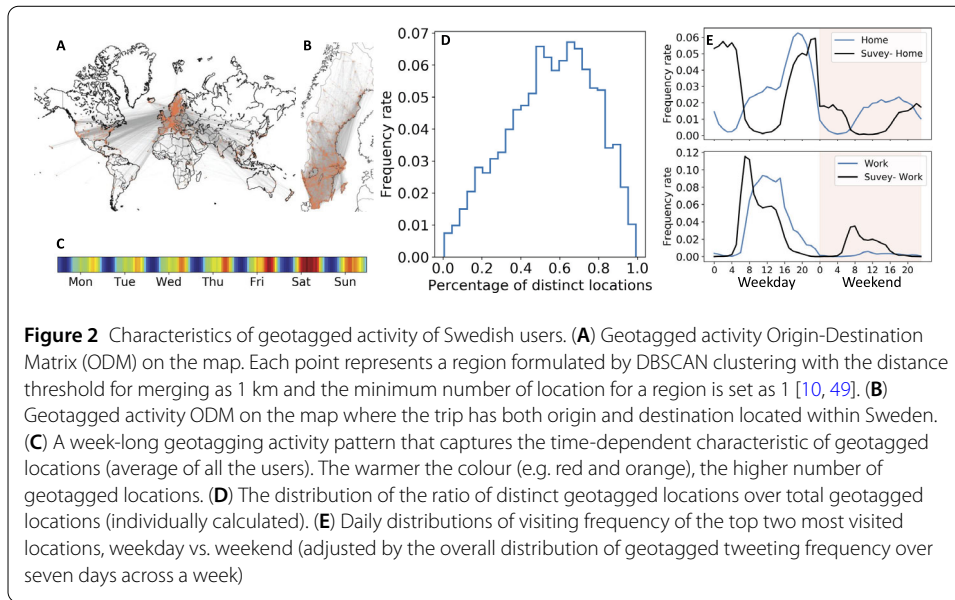 A
B
C
Mon Tue Wed Thu Fri Sat Sun
D
0.07
0.06
0.05
0.04
0.03
0.02
0.01
0.00
Frequency rate
0.0 0.2 0.4 0.6 0.8 1.0
Percentage of distinct locations
E
0.06
0.05
0.04
0.03
0.02
0.01
0.00
Frequency rate
Home
Suvey- Home
0.12
0.10
0.08
0.06
0.04
0.02
0.00
Frequency rate
Work
Suvey- Work
0 4 8 12 16 20 0 4 8 12 16 20
Weekday Weekend
Figure 2 Characteristics of geotagged activity of Swedish users. (A) Geotagged activity Origin-Destination
Matrix (ODM) on the map. Each point represents a region formulated by DBSCAN clustering with the distance
threshold for merging as 1 km and the minimum number of location for a region is set as 1 [10, 49]. (B)
Geotagged activity ODM on the map where the trip has both origin and destination located within Sweden.
(C) A week-long geotagging activity pattern that captures the time-dependent characteristic of geotagged
locations (average of all the users). The warmer the colour (e.g. red and orange), the higher number of
geotagged locations. (D) The distribution of the ratio of distinct geotagged locations over total geotagged
locations (individually calculated). (E) Daily distributions of visiting frequency of the top two most visited
locations, weekday vs. weekend (adjusted by the overall distribution of geotagged tweeting frequency over
seven days across a week)